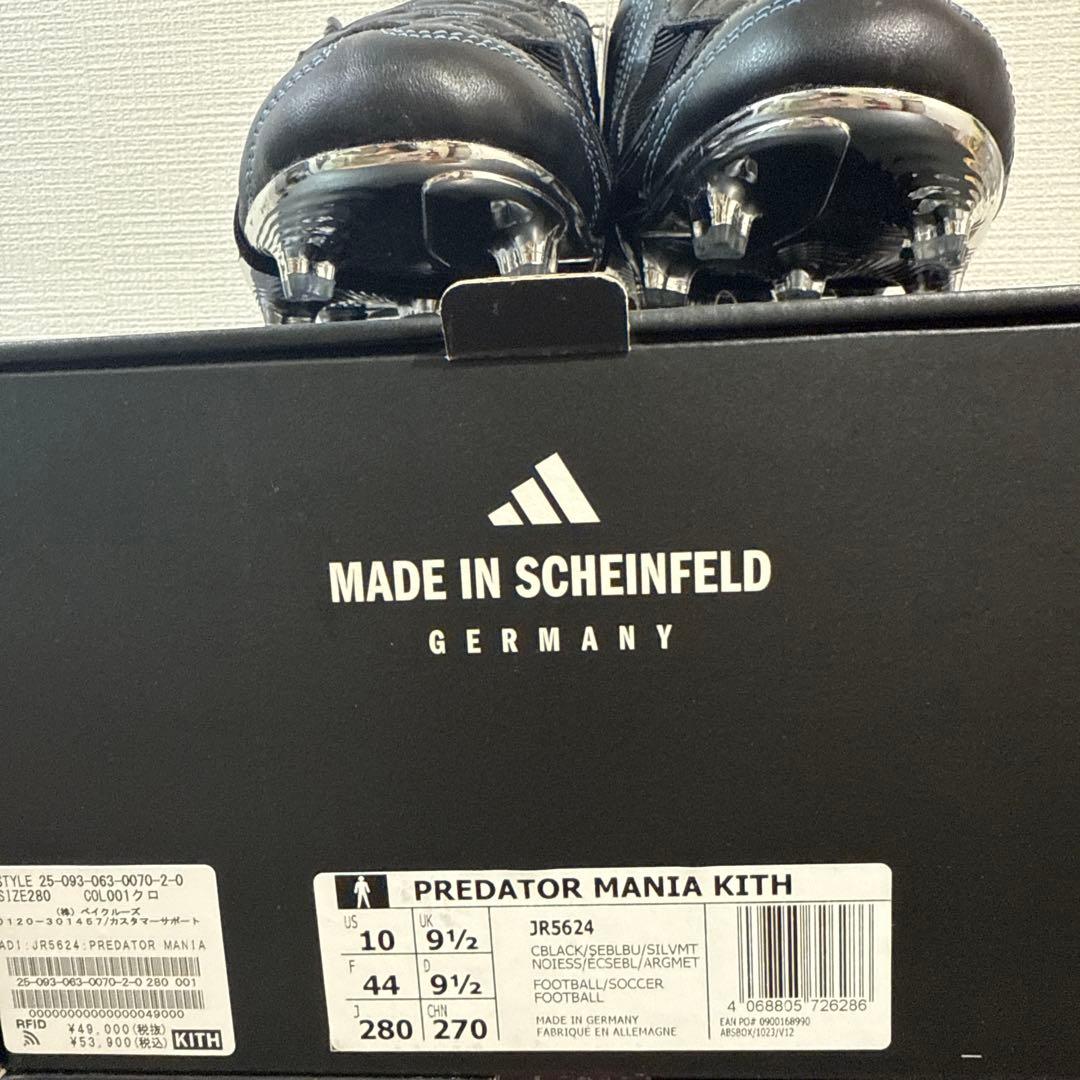 MADE IN SCHEINFELD
GERMANY
STYLE 25-093-063-0070-2-0
SIZE280 COL001クロ
(株)ベイクルーズ
0120-301457/カスタマーサポート
ADI:JR5624:PREDATOR MANIA
25-093-063-0070-2-0 280 001
00000000000000000049000
RFID
¥49,000(税抜)
¥53,900(税込)
KITH
PREDATOR MANIA KITH
US 10 UK 9½
F 44 D 9½
J 280 CHN 270
JR5624
CBLACK/SEBLBU/SILVMT
NOIESS/ECSEBL/ARGMET
FOOTBALL/SOCCER
FOOTBALL
MADE IN GERMANY
FABRIQUÉ EN ALLEMAGNE
4 068805 726286
EAN PO# 0900168990
ABSBOX/1023/V12